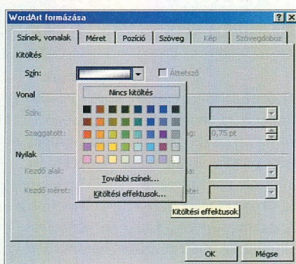 WordArt formázása
Színek, vonalak Méret Pozíció Szöveg Kép Szövegdoboz
Kitöltés
Szín: Áttetsző
Nincs kitöltés
Vonal
Szín:
Szaggatott: 0,75 pt
Nyilak
Kezdő alak:
Kezdő méret:
További színek...
Kitöltési effektusok...
Kitöltési effektusok
OK Mégse